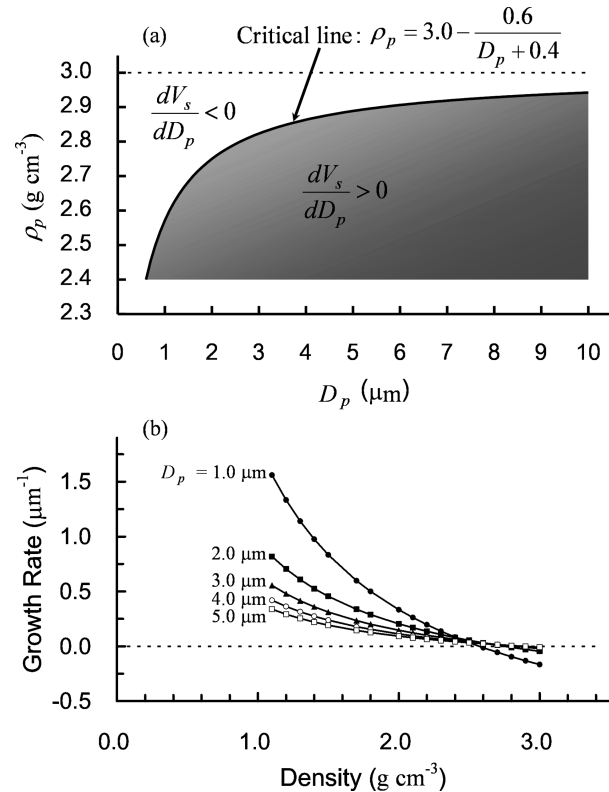 (a)
Critical line: ρₚ = 3.0 − 0.6 / (Dₚ + 0.4)
3.0
2.9
2.8
2.7
2.6
2.5
2.4
2.3
dVₛ/dDₚ < 0
dVₛ/dDₚ > 0
ρₚ (g cm⁻³)
0 1 2 3 4 5 6 7 8 9 10
Dₚ (μm)
(b)
Dₚ = 1.0 μm
2.0 μm
3.0 μm
4.0 μm
5.0 μm
1.5
1.0
0.5
0.0
-0.5
Growth Rate (μm⁻¹)
0.0 1.0 2.0 3.0
Density (g cm⁻³)